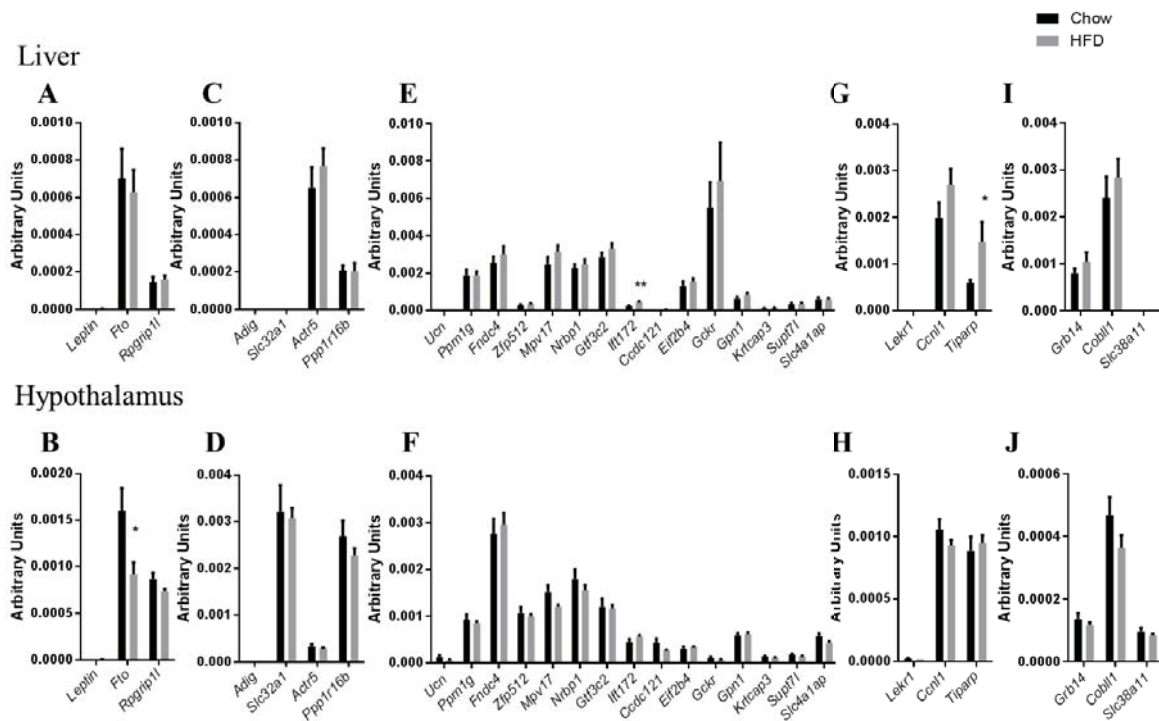 Chow
HFD
Liver
A
Arbitrary Units
0.0010
0.0008
0.0006
0.0004
0.0002
0.0000
Leptin
Fto
Rpgrip1l
C
Arbitrary Units
0.0010
0.0008
0.0006
0.0004
0.0002
0.0000
Adig
Slc32a1
Actr5
Ppp1r16b
E
Arbitrary Units
0.010
0.008
0.006
0.004
0.002
0.000
**
Ucn
Ppm1g
Fndc4
Zfp512
Mpv17
Nrbp1
Gtf3c2
Ift172
Ccdc121
Eif2b4
Gckr
Gpn1
Krtcap3
Supt7l
Slc4a1ap
G
Arbitrary Units
0.004
0.003
0.002
0.001
0.000
*
Lekr1
Ccnl1
Tiparp
I
Arbitrary Units
0.004
0.003
0.002
0.001
0.000
Grb14
Cobll1
Slc38a11
Hypothalamus
B
Arbitrary Units
0.0020
0.0015
0.0010
0.0005
0.0000
*
Leptin
Fto
Rpgrip1l
D
Arbitrary Units
0.004
0.003
0.002
0.001
0.000
Adig
Slc32a1
Actr5
Ppp1r16b
F
Arbitrary Units
0.004
0.003
0.002
0.001
0.000
Ucn
Ppm1g
Fndc4
Zfp512
Mpv17
Nrbp1
Gtf3c2
Ift172
Ccdc121
Eif2b4
Gckr
Gpn1
Krtcap3
Supt7l
Slc4a1ap
H
Arbitrary Units
0.0015
0.0010
0.0005
0.0000
Lekr1
Ccnl1
Tiparp
J
Arbitrary Units
0.0006
0.0004
0.0002
0.0000
Grb14
Cobll1
Slc38a11